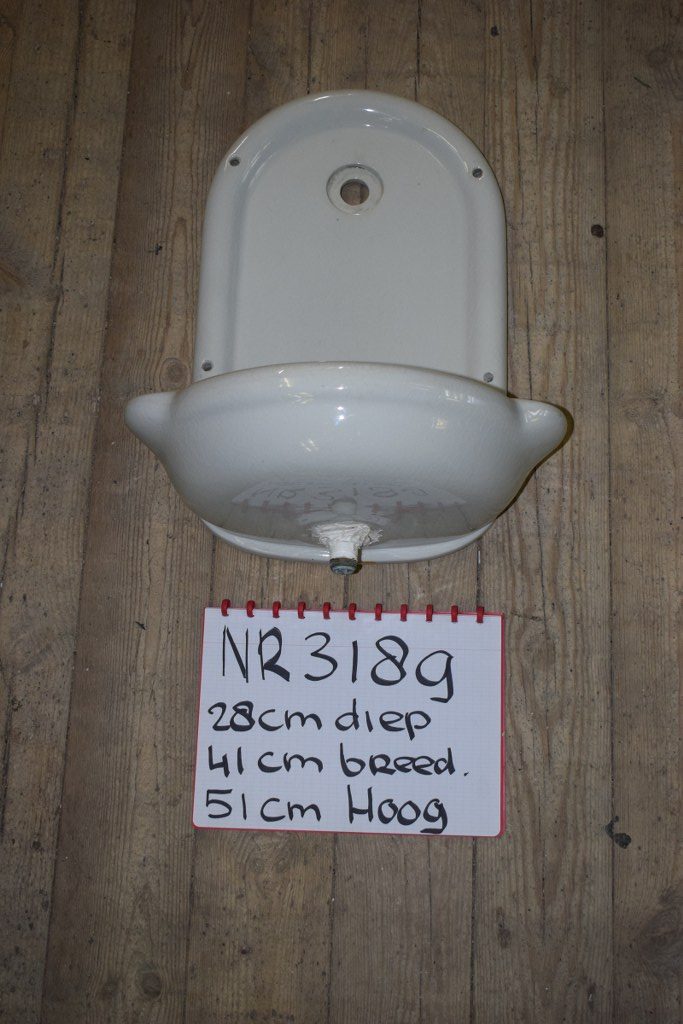 NR318g
28cm diep
41cm breed.
51cm Hoog